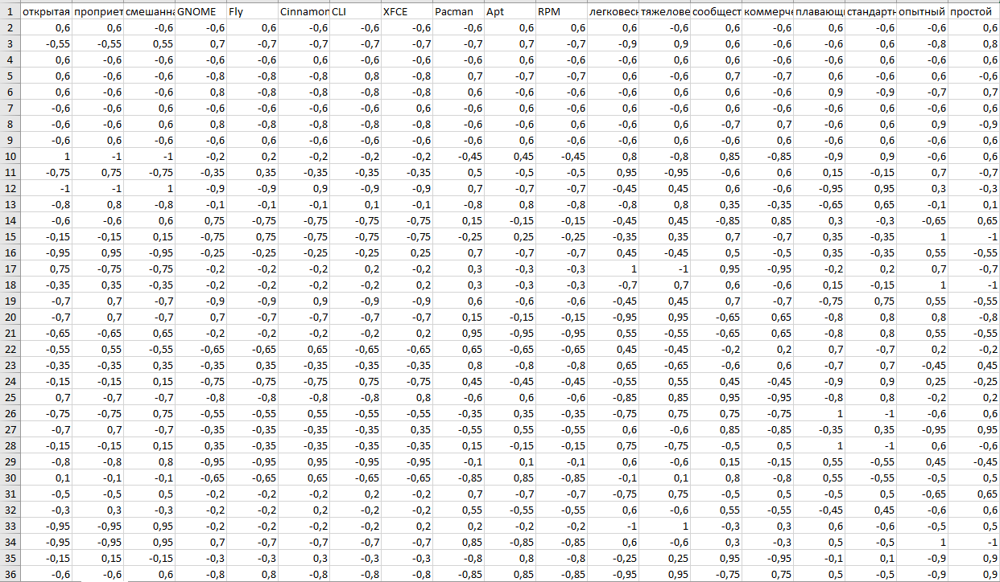 1 открытая проприет смешанна GNOME Fly Cinnamon CLI XFCE Pacman Apt RPM легковесн тяжелове сообщест коммерче плавающи стандартн опытный простой
2 0,6 0,6 -0,6 -0,6 0,6 -0,6 -0,6 -0,6 -0,6 0,6 0,6 0,6 -0,6 0,6 -0,6 0,6 -0,6 -0,6 0,6
3 -0,55 -0,55 0,55 0,7 -0,7 -0,7 -0,7 -0,7 -0,7 0,7 -0,7 -0,9 0,9 0,6 -0,6 -0,6 0,6 -0,8 0,8
4 0,6 -0,6 -0,6 -0,6 -0,6 0,6 -0,6 -0,6 -0,6 0,6 -0,6 -0,6 0,6 0,6 -0,6 -0,6 0,6 -0,6 0,6
5 0,6 -0,6 -0,6 -0,8 -0,8 -0,8 0,8 -0,8 0,7 -0,7 -0,7 0,6 -0,6 0,7 -0,7 0,6 -0,6 0,6 -0,6
6 0,6 -0,6 -0,6 0,8 -0,8 -0,8 -0,8 -0,8 0,6 -0,6 -0,6 -0,6 0,6 0,6 -0,6 0,9 -0,9 -0,7 0,7
7 -0,6 -0,6 0,6 -0,6 -0,6 -0,6 -0,6 0,6 -0,6 0,6 -0,6 0,6 -0,6 0,6 -0,6 -0,6 0,6 -0,6 0,6
8 -0,6 -0,6 0,6 0,8 -0,8 -0,8 -0,8 -0,8 -0,6 -0,6 0,6 -0,6 0,6 -0,7 0,7 -0,6 0,6 0,9 -0,9
9 -0,6 0,6 -0,6 -0,6 0,6 -0,6 -0,6 -0,6 -0,6 0,6 -0,6 -0,6 0,6 -0,6 0,6 -0,6 0,6 -0,6 0,6
10 1 -1 -1 -0,2 0,2 -0,2 -0,2 -0,2 -0,45 0,45 -0,45 0,8 -0,8 0,85 -0,85 -0,9 0,9 -0,6 0,6
11 -0,75 0,75 -0,75 -0,35 0,35 -0,35 -0,35 -0,35 0,5 -0,5 -0,5 0,95 -0,95 -0,6 0,6 0,15 -0,15 0,7 -0,7
12 -1 -1 1 -0,9 -0,9 0,9 -0,9 -0,9 0,7 -0,7 -0,7 -0,45 0,45 0,6 -0,6 -0,95 0,95 0,3 -0,3
13 -0,8 0,8 -0,8 -0,1 -0,1 -0,1 0,1 -0,1 -0,8 0,8 -0,8 -0,8 0,8 0,35 -0,35 -0,65 0,65 -0,1 0,1
14 -0,6 -0,6 0,6 0,75 -0,75 -0,75 -0,75 -0,75 0,15 -0,15 -0,15 -0,45 0,45 -0,85 0,85 0,3 -0,3 -0,65 0,65
15 -0,15 -0,15 0,15 -0,75 0,75 -0,75 -0,75 -0,75 -0,25 0,25 -0,25 -0,35 0,35 0,7 -0,7 0,35 -0,35 1 -1
16 -0,95 0,95 -0,95 -0,25 -0,25 -0,25 -0,25 0,25 0,7 -0,7 -0,7 0,45 -0,45 0,5 -0,5 0,35 -0,35 0,55 -0,55
17 0,75 -0,75 -0,75 -0,2 -0,2 -0,2 0,2 -0,2 0,3 -0,3 -0,3 1 -1 0,95 -0,95 -0,2 0,2 0,7 -0,7
18 -0,35 0,35 -0,35 -0,2 -0,2 -0,2 -0,2 0,2 0,3 -0,3 -0,3 -0,7 0,7 0,6 -0,6 0,15 -0,15 1 -1
19 -0,7 0,7 -0,7 -0,9 -0,9 0,9 -0,9 -0,9 0,6 -0,6 -0,6 -0,45 0,45 0,7 -0,7 -0,75 0,75 0,55 -0,55
20 -0,7 0,7 -0,7 0,7 -0,7 -0,7 -0,7 -0,7 0,15 -0,15 -0,15 -0,95 0,95 -0,65 0,65 -0,8 0,8 0,8 -0,8
21 -0,65 -0,65 0,65 -0,2 -0,2 -0,2 -0,2 0,2 0,95 -0,95 -0,95 0,55 -0,55 -0,65 0,65 -0,8 0,8 0,55 -0,55
22 -0,55 0,55 -0,55 -0,65 -0,65 0,65 -0,65 -0,65 0,65 -0,65 -0,65 0,45 -0,45 -0,2 0,2 0,7 -0,7 0,2 -0,2
23 -0,35 -0,35 0,35 -0,35 0,35 -0,35 -0,35 -0,35 0,8 -0,8 -0,8 0,65 -0,65 -0,6 0,6 -0,7 0,7 -0,45 0,45
24 -0,15 -0,15 0,15 -0,75 -0,75 -0,75 0,75 -0,75 0,45 -0,45 -0,45 -0,55 0,55 0,45 -0,45 -0,9 0,9 0,25 -0,25
25 0,7 -0,7 -0,7 -0,8 -0,8 -0,8 -0,8 0,8 -0,6 0,6 -0,6 -0,85 0,85 0,95 -0,95 -0,8 0,8 -0,2 0,2
26 -0,75 -0,75 0,75 -0,55 -0,55 0,55 -0,55 -0,55 -0,35 0,35 -0,35 -0,75 0,75 0,75 -0,75 1 -1 -0,6 0,6
27 -0,7 0,7 -0,7 -0,35 -0,35 -0,35 -0,35 0,35 -0,55 0,55 -0,55 0,6 -0,6 0,85 -0,85 -0,35 0,35 -0,95 0,95
28 -0,15 -0,15 0,15 0,35 -0,35 -0,35 -0,35 -0,35 0,15 -0,15 -0,15 0,75 -0,75 -0,5 0,5 1 -1 0,6 -0,6
29 -0,8 -0,8 0,8 -0,95 -0,95 0,95 -0,95 -0,95 -0,1 0,1 -0,1 0,6 -0,6 0,15 -0,15 0,55 -0,55 0,45 -0,45
30 0,1 -0,1 -0,1 -0,65 -0,65 0,65 -0,65 -0,65 -0,85 0,85 -0,85 -0,1 0,1 0,8 -0,8 0,55 -0,55 -0,5 0,5
31 -0,5 -0,5 0,5 -0,2 -0,2 -0,2 0,2 -0,2 0,7 -0,7 -0,7 -0,75 0,75 -0,5 0,5 -0,5 0,5 -0,65 0,65
32 -0,3 0,3 -0,3 -0,2 -0,2 0,2 -0,2 -0,2 0,55 -0,55 -0,55 0,6 -0,6 0,55 -0,55 -0,45 0,45 -0,6 0,6
33 -0,95 -0,95 0,95 -0,2 -0,2 -0,2 -0,2 0,2 0,2 -0,2 -0,2 -1 1 -0,3 0,3 0,6 -0,6 -0,5 0,5
34 -0,95 -0,95 0,95 0,7 -0,7 -0,7 -0,7 -0,7 0,85 -0,85 -0,85 0,6 -0,6 0,3 -0,3 0,5 -0,5 1 -1
35 -0,15 0,15 -0,15 -0,3 -0,3 0,3 -0,3 -0,3 -0,8 0,8 -0,8 -0,25 0,25 0,95 -0,95 -0,1 0,1 -0,9 0,9
36 -0,6 -0,6 0,6 -0,8 0,8 -0,8 -0,8 -0,8 -0,85 0,85 -0,85 -0,95 0,95 -0,75 0,75 0,5 -0,5 -0,9 0,9